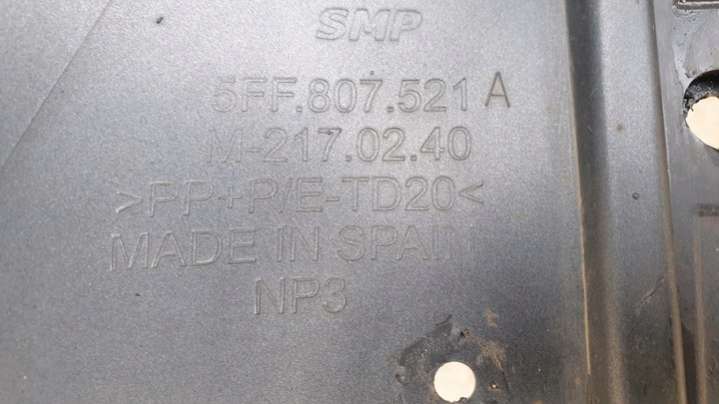 SMP
5FF.807.521 A
M-217.02.40
>PP+P/E-TD20<
MADE IN SPAIN
NP3